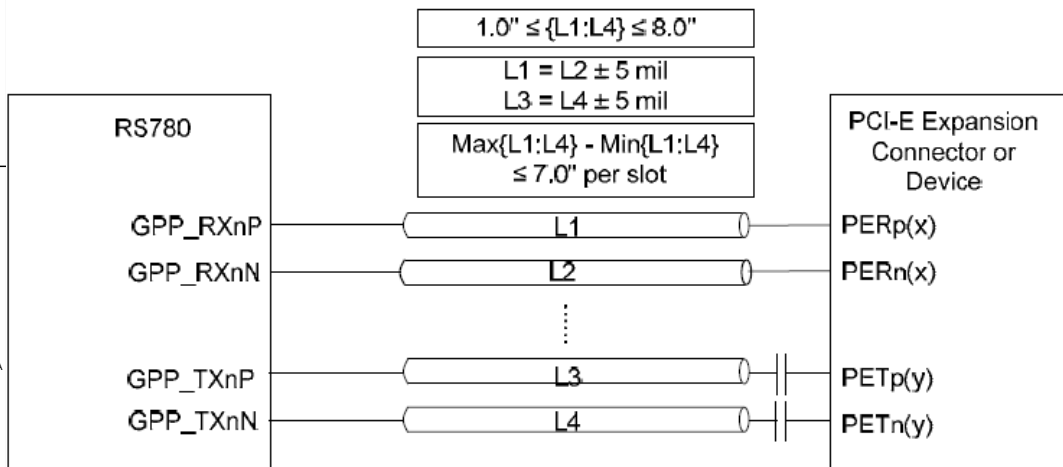 1.0" ≤ {L1:L4} ≤ 8.0"
L1 = L2 ± 5 mil
L3 = L4 ± 5 mil
Max{L1:L4} - Min{L1:L4}
≤ 7.0" per slot
RS780
PCI-E Expansion
Connector or
Device
GPP_RXnP
L1
PERp(x)
GPP_RXnN
L2
PERn(x)
GPP_TXnP
L3
PETp(y)
GPP_TXnN
L4
PETn(y)